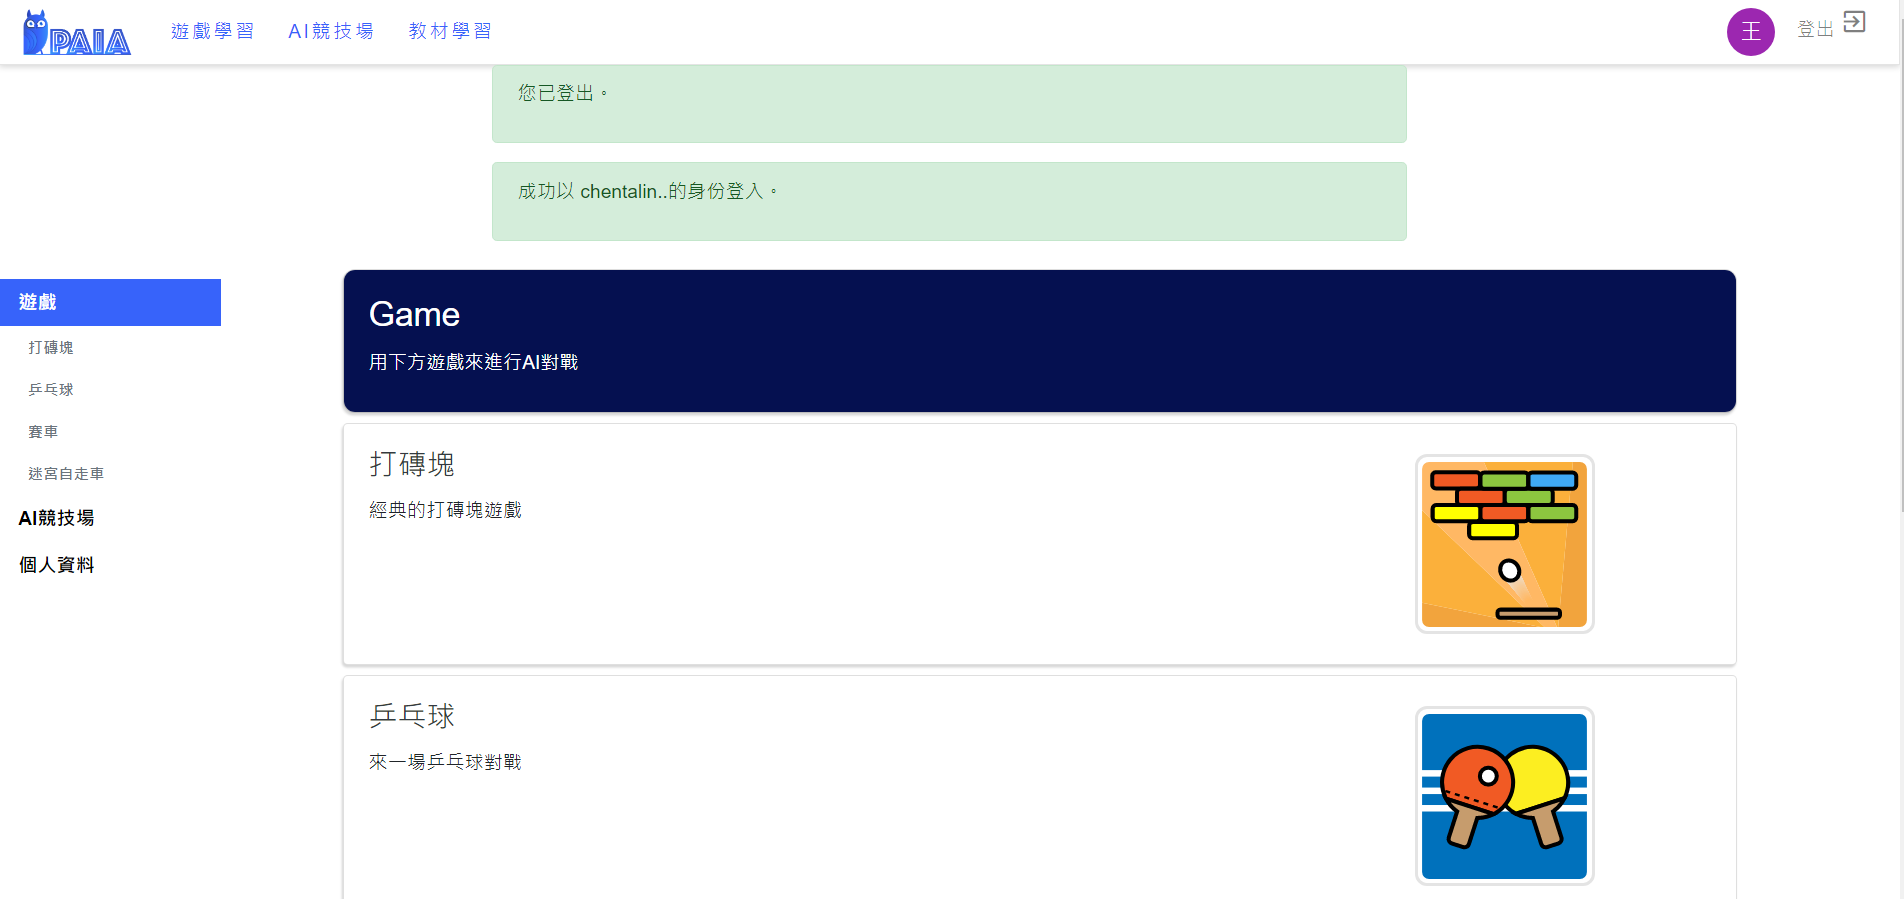 PAIA
遊戲學習
AI競技場
教材學習
王
登出
您已登出。
成功以 chentalin..的身份登入。
遊戲
打磚塊
乒乓球
賽車
迷宮自走車
AI競技場
個人資料
Game
用下方遊戲來進行AI對戰
打磚塊
經典的打磚塊遊戲
乒乓球
來一場乒乓球對戰